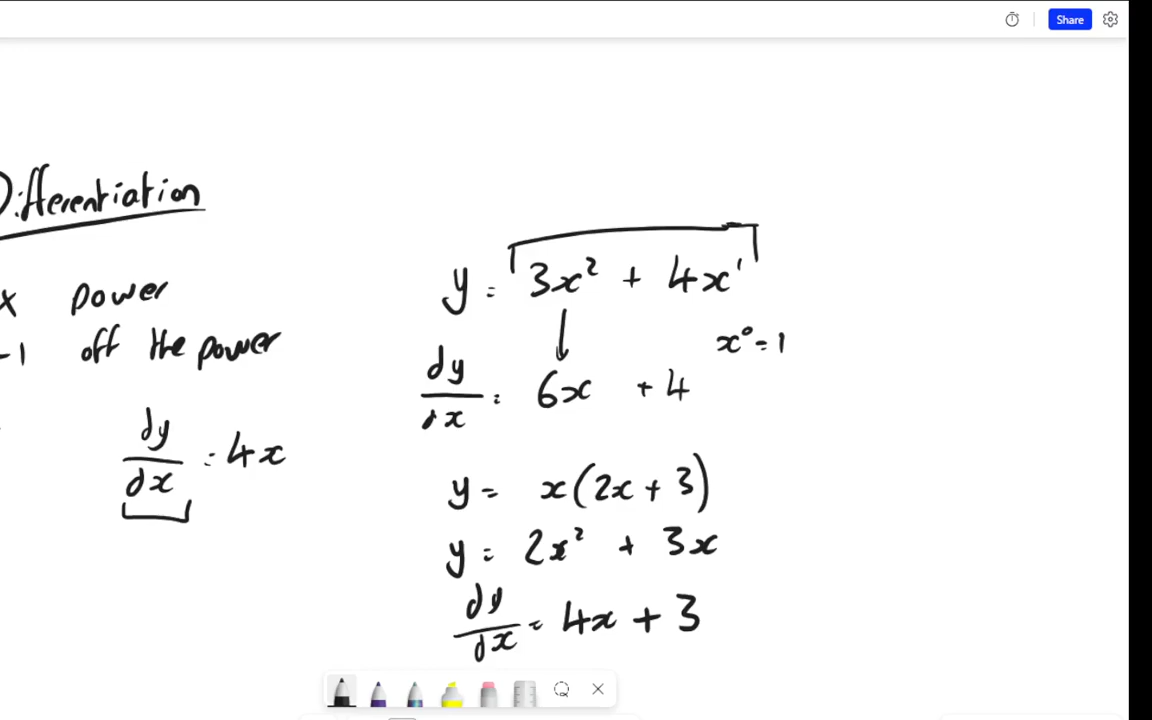 Share
Differentiation
x power
-1 off the power
dy/dx = 4x
y = 3x² + 4x¹
x⁰ = 1
dy/dx = 6x + 4
y = x(2x + 3)
y = 2x² + 3x
dy/dx = 4x + 3